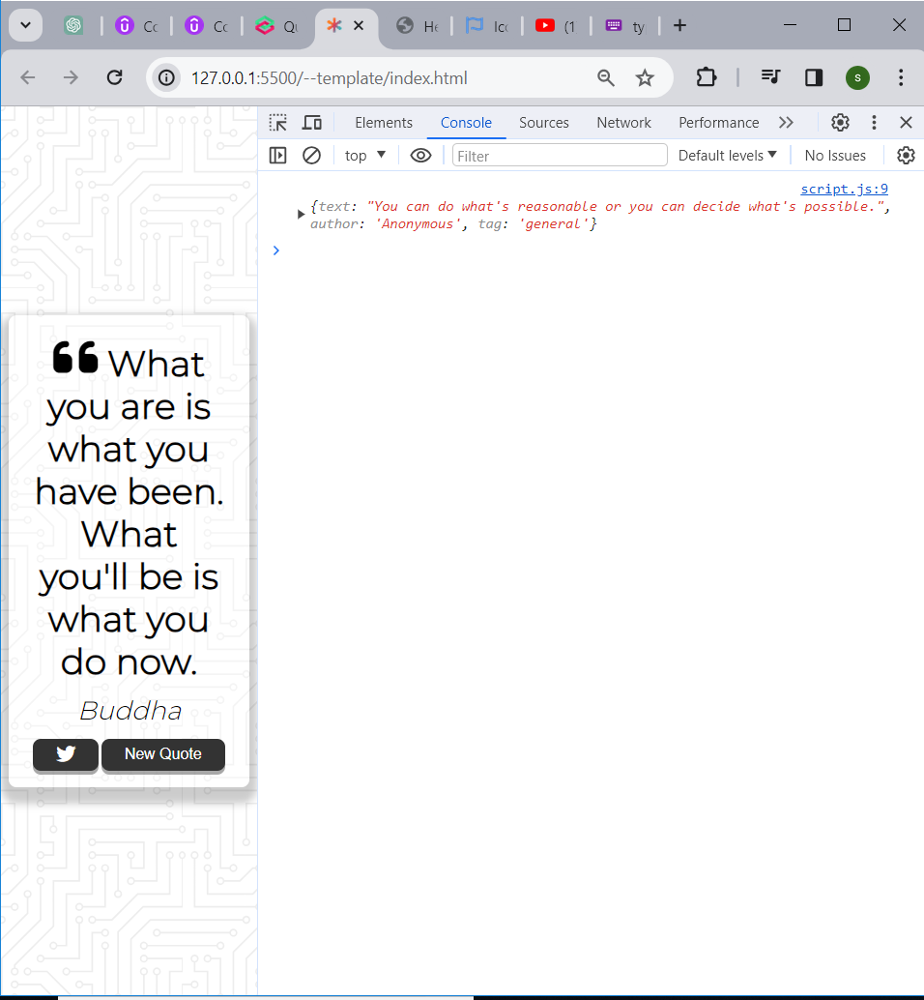 Cc
Cc
Qu
He
Icc
(1
ty
127.0.0.1:5500/--template/index.html
s
Elements Console Sources Network Performance
top Filter Default levels No Issues
script.js:9
{text: "You can do what's reasonable or you can decide what's possible.",
author: 'Anonymous', tag: 'general'}
What
you are is
what you
have been.
What
you'll be is
what you
do now.
Buddha
New Quote